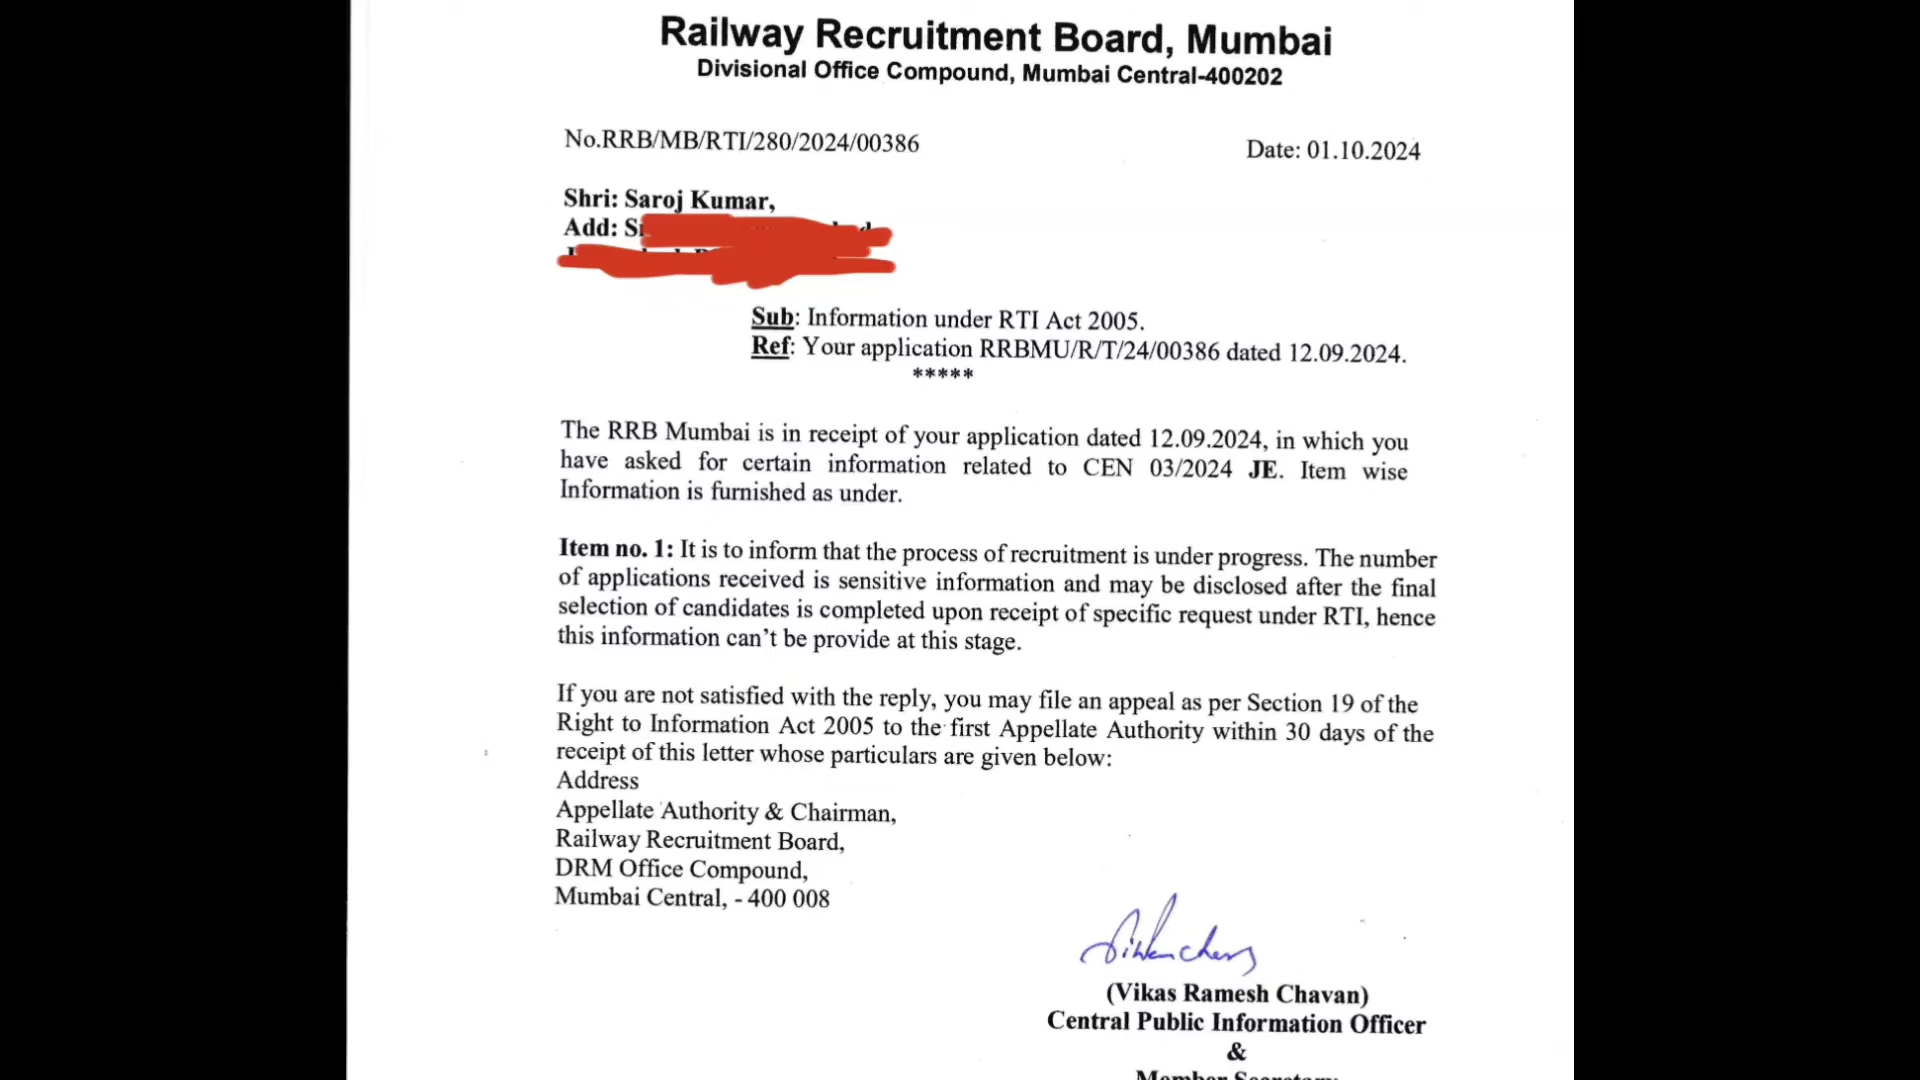 Railway Recruitment Board, Mumbai
Divisional Office Compound, Mumbai Central-400202
No.RRB/MB/RTI/280/2024/00386
Date: 01.10.2024
Shri: Saroj Kumar,
Add:
Sub: Information under RTI Act 2005.
Ref: Your application RRBMU/R/T/24/00386 dated 12.09.2024.
*****
The RRB Mumbai is in receipt of your application dated 12.09.2024, in which you
have asked for certain information related to CEN 03/2024 JE. Item wise
Information is furnished as under.
Item no. 1: It is to inform that the process of recruitment is under progress. The number
of applications received is sensitive information and may be disclosed after the final
selection of candidates is completed upon receipt of specific request under RTI, hence
this information can't be provide at this stage.
If you are not satisfied with the reply, you may file an appeal as per Section 19 of the
Right to Information Act 2005 to the first Appellate Authority within 30 days of the
receipt of this letter whose particulars are given below:
Address
Appellate Authority & Chairman,
Railway Recruitment Board,
DRM Office Compound,
Mumbai Central, - 400 008
(Vikas Ramesh Chavan)
Central Public Information Officer
&
Member Secretary